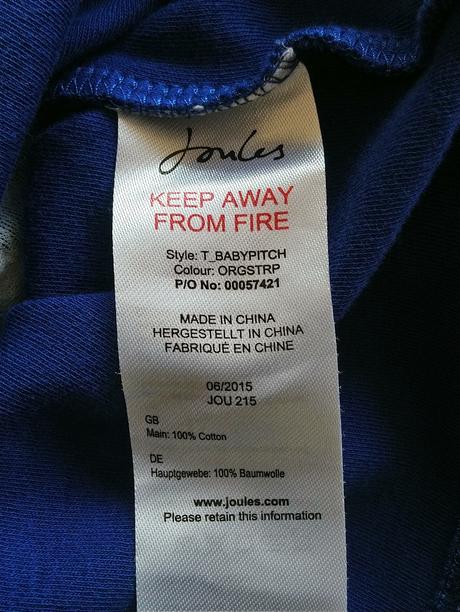 Joules
KEEP AWAY
FROM FIRE
Style: T_BABYPITCH
Colour: ORGSTRP
P/O No: 00057421
MADE IN CHINA
HERGESTELLT IN CHINA
FABRIQUÉ EN CHINE
06/2015
JOU 215
GB
Main: 100% Cotton
DE
Hauptgewebe: 100% Baumwolle
www.joules.com
Please retain this information